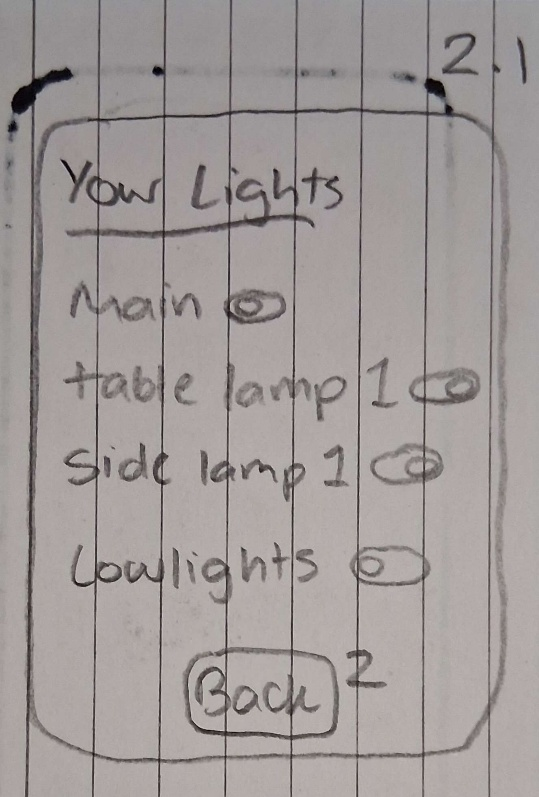 2.1
Your Lights
Main
table lamp 1
side lamp 1
Lowlights
Back 2